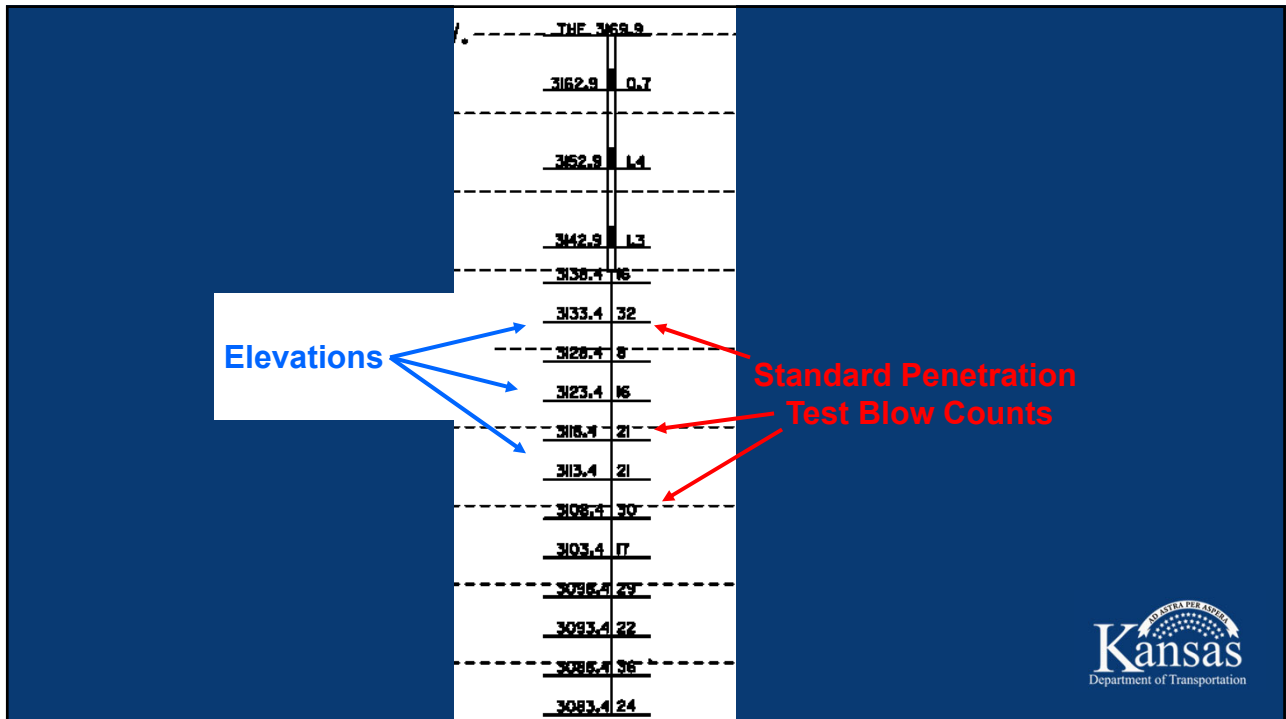 THE 3169.9
3162.9 0.7
3152.9 1.4
3142.9 1.3
3138.4 16
3133.4 32
3128.4 8
3123.4 16
3118.4 21
3113.4 21
3108.4 30
3103.4 17
3098.4 29
3093.4 22
3088.4 36
3083.4 24
Elevations
Standard Penetration
Test Blow Counts
AD ASTRA PER ASPERA
Kansas
Department of Transportation